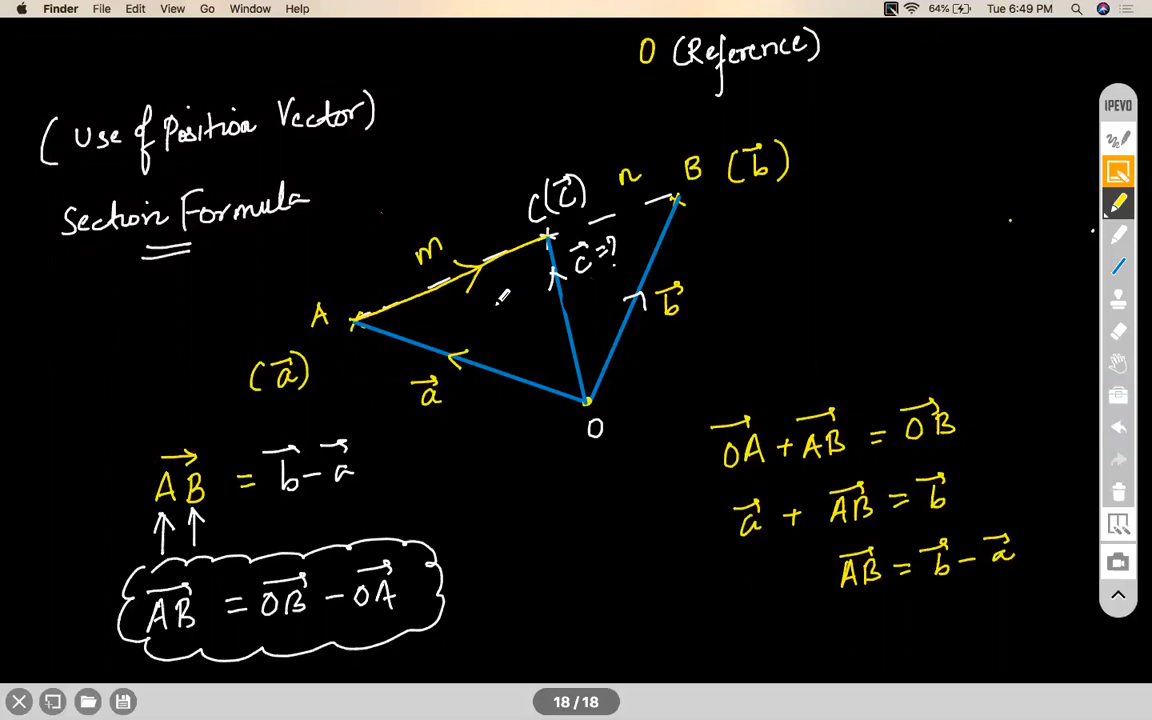 Finder File Edit View Go Window Help 64% Tue 6:49 PM
O (Reference)
IPEVO
(Use of Position Vector)
Section Formula
C(c⃗)
n
B (b⃗)
m
c⃗=?
A
b⃗
(a⃗)
a⃗
O
AB⃗ = b⃗-a⃗
AB⃗ = OB⃗ - OA⃗
OA⃗ + AB⃗ = OB⃗
a⃗ + AB⃗ = b⃗
AB⃗ = b⃗-a⃗
18 / 18